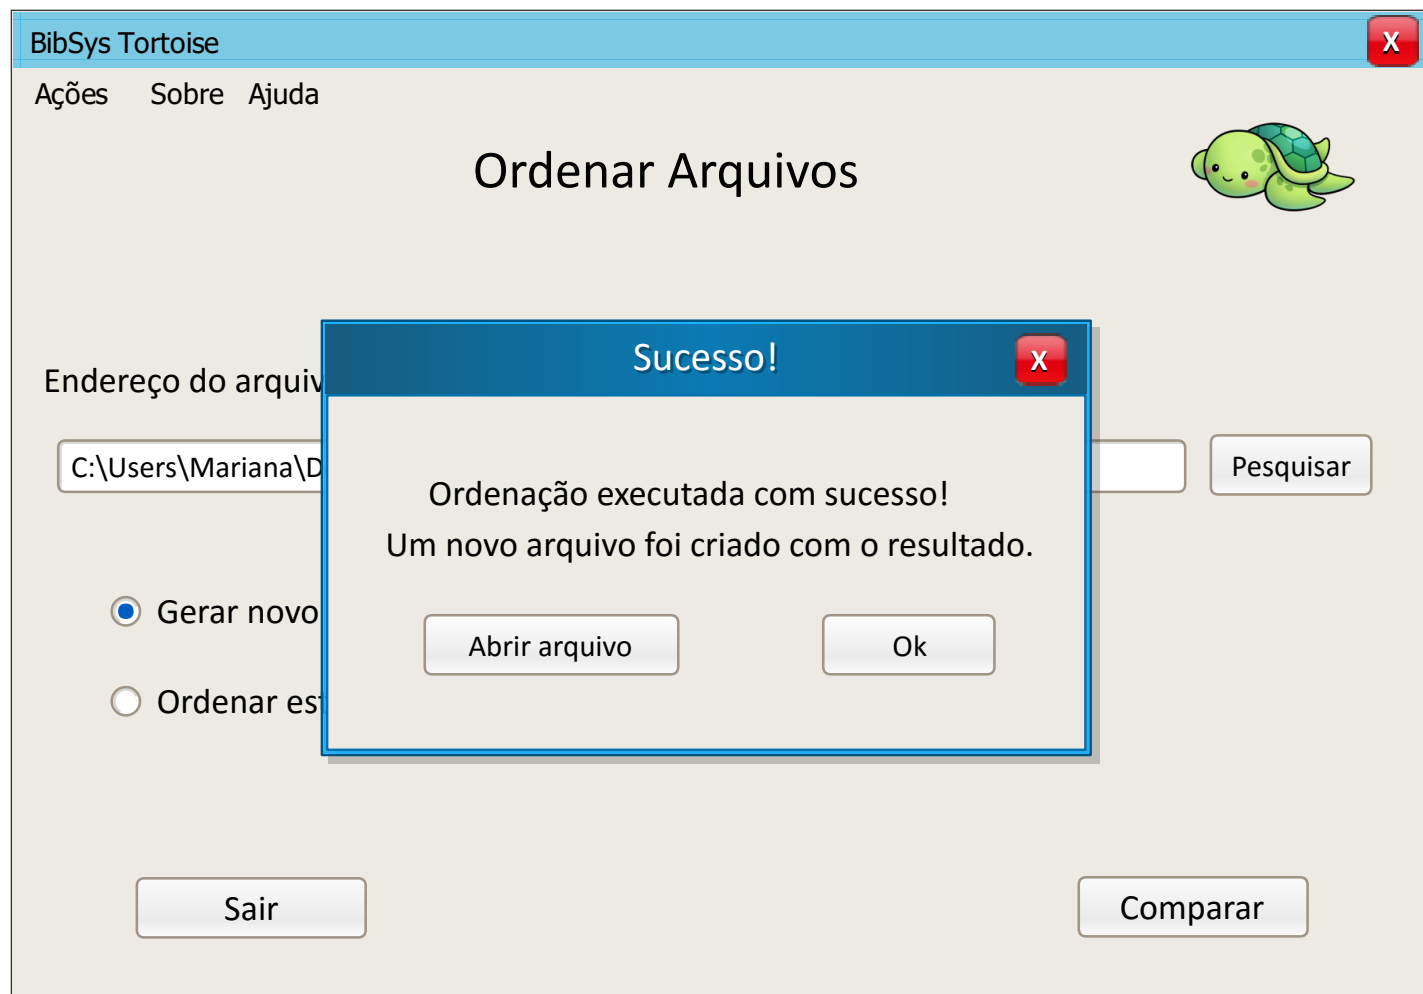 BibSys Tortoise X
Ações Sobre Ajuda
Ordenar Arquivos
Sucesso! X
Endereço do arquiv
C:\Users\Mariana\D
Pesquisar
Ordenação executada com sucesso!
Um novo arquivo foi criado com o resultado.
Gerar novo
Abrir arquivo Ok
Ordenar es
Sair Comparar